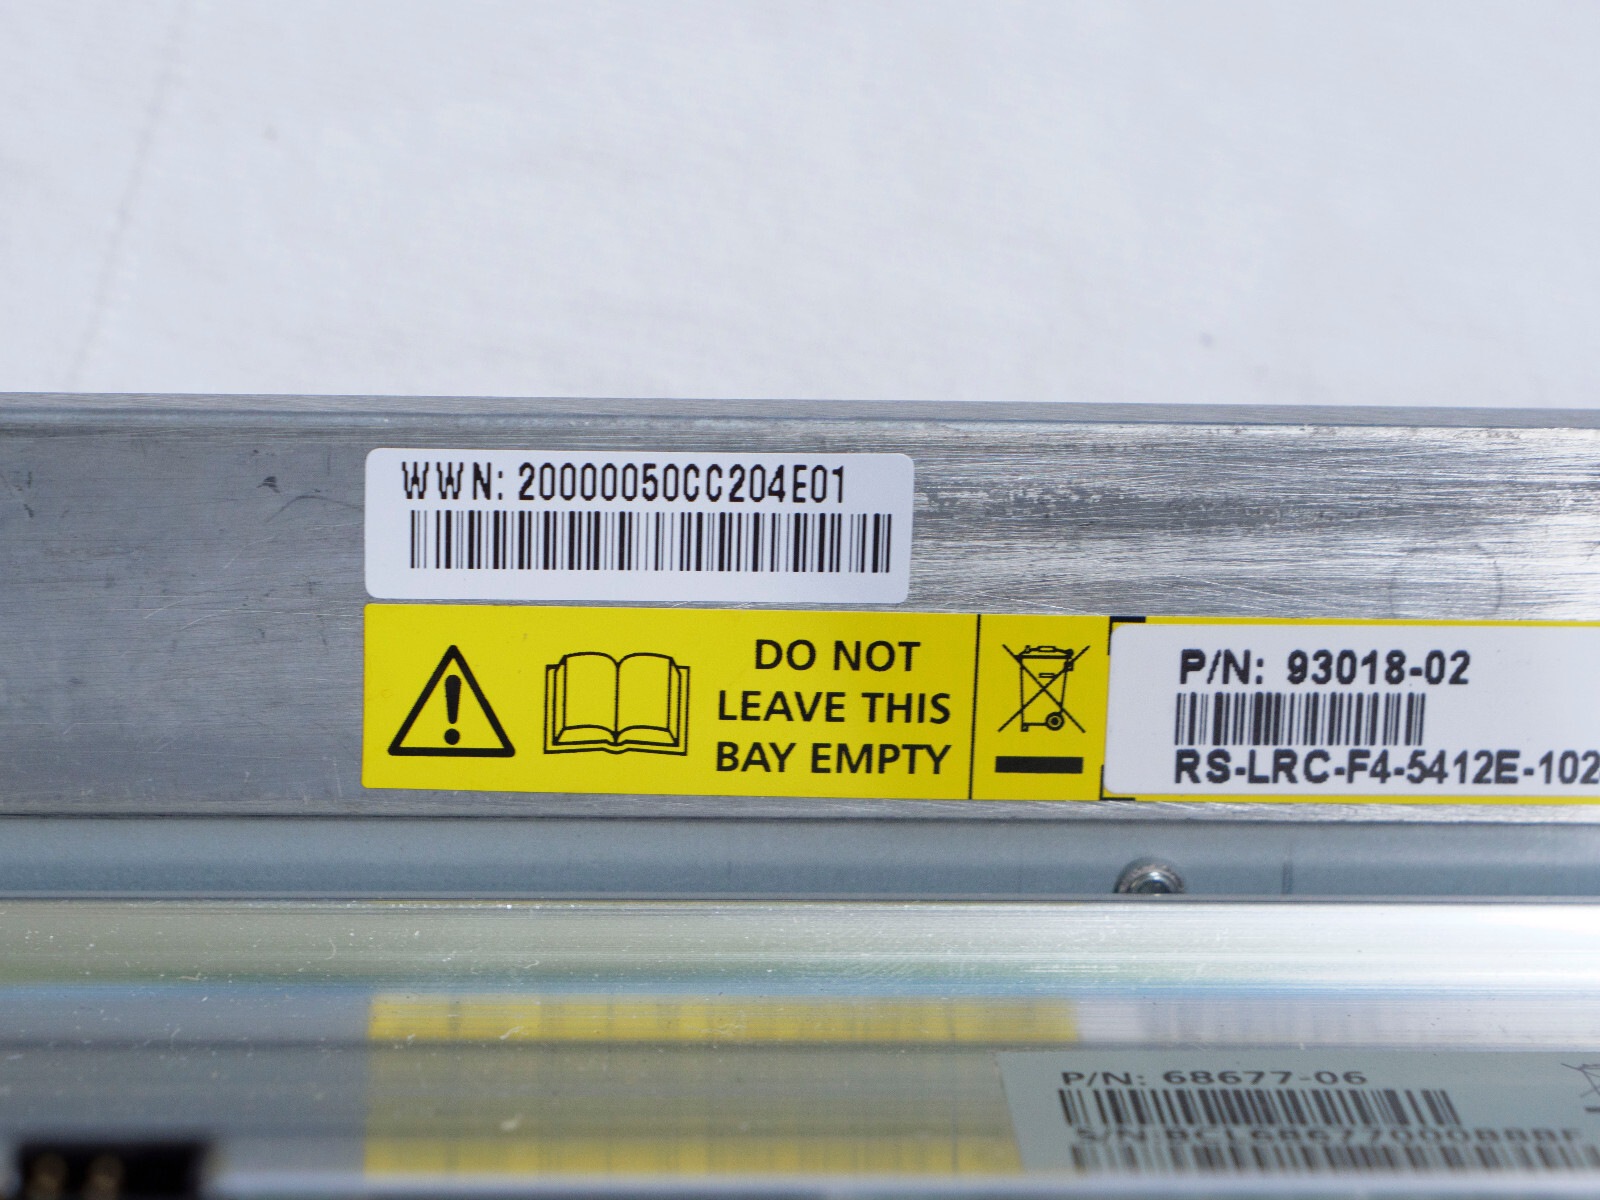 WWN: 20000050CC204E01
DO NOT
LEAVE THIS
BAY EMPTY
P/N: 93018-02
RS-LRC-F4-5412E-102
P/N: 68677-06